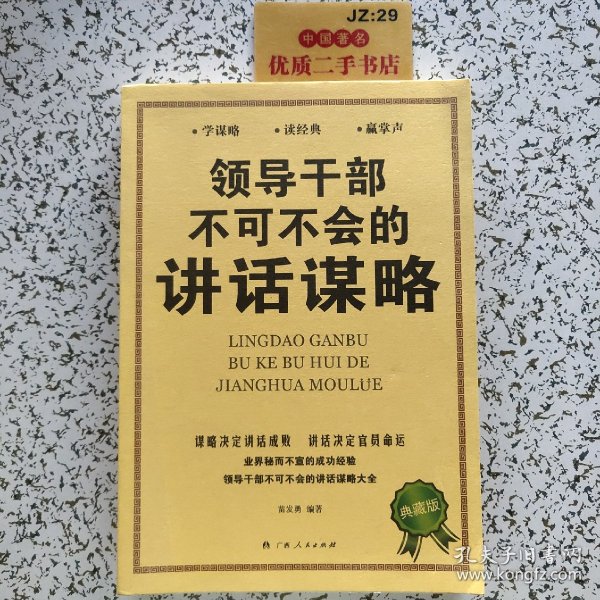 JZ:29
中国著名
优质二手书店
•学谋略 •读经典 •赢掌声
领导干部
不可不会的
讲话谋略
LINGDAO GANBU
BU KE BU HUI DE
JIANGHUA MOULUE
谋略决定讲话成败 讲话决定官员命运
业界秘而不宣的成功经验
领导干部不可不会的讲话谋略大全
苗发勇 编著
典藏版
广西人民出版社
孔夫子旧书网
www.kongfz.com